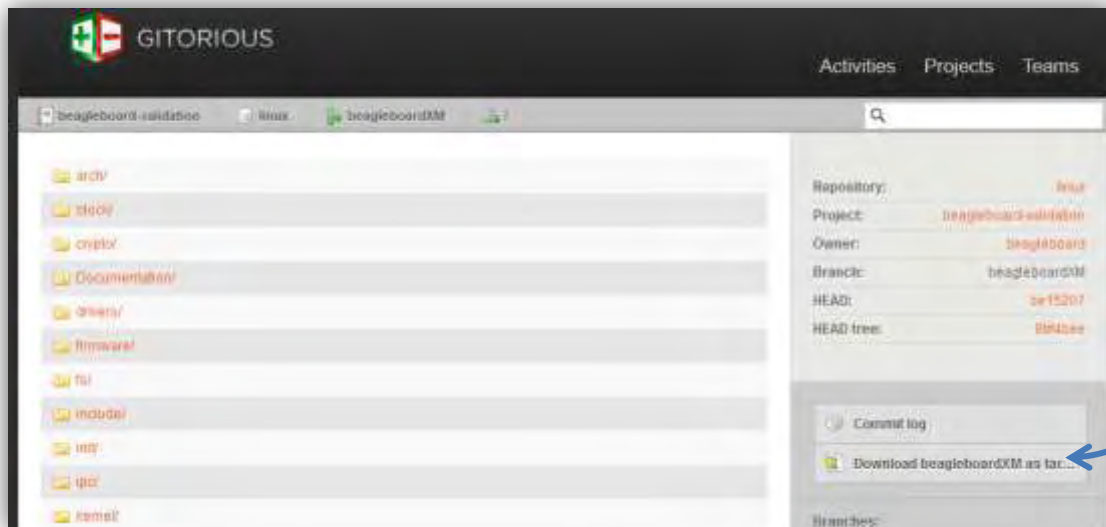 GITORIOUS
Activities Projects Teams
beagleboard-validation linux beagleboardXM /
arch/
block/
crypto/
Documentation/
drivers/
firmware/
fs/
include/
init/
ipc/
kernel/
Repository: linux
Project: beagleboard-validation
Owner: beagleboard
Branch: beagleboardXM
HEAD: be15207
HEAD tree:
Commit log
Download beagleboardXM as tar...
Branches: